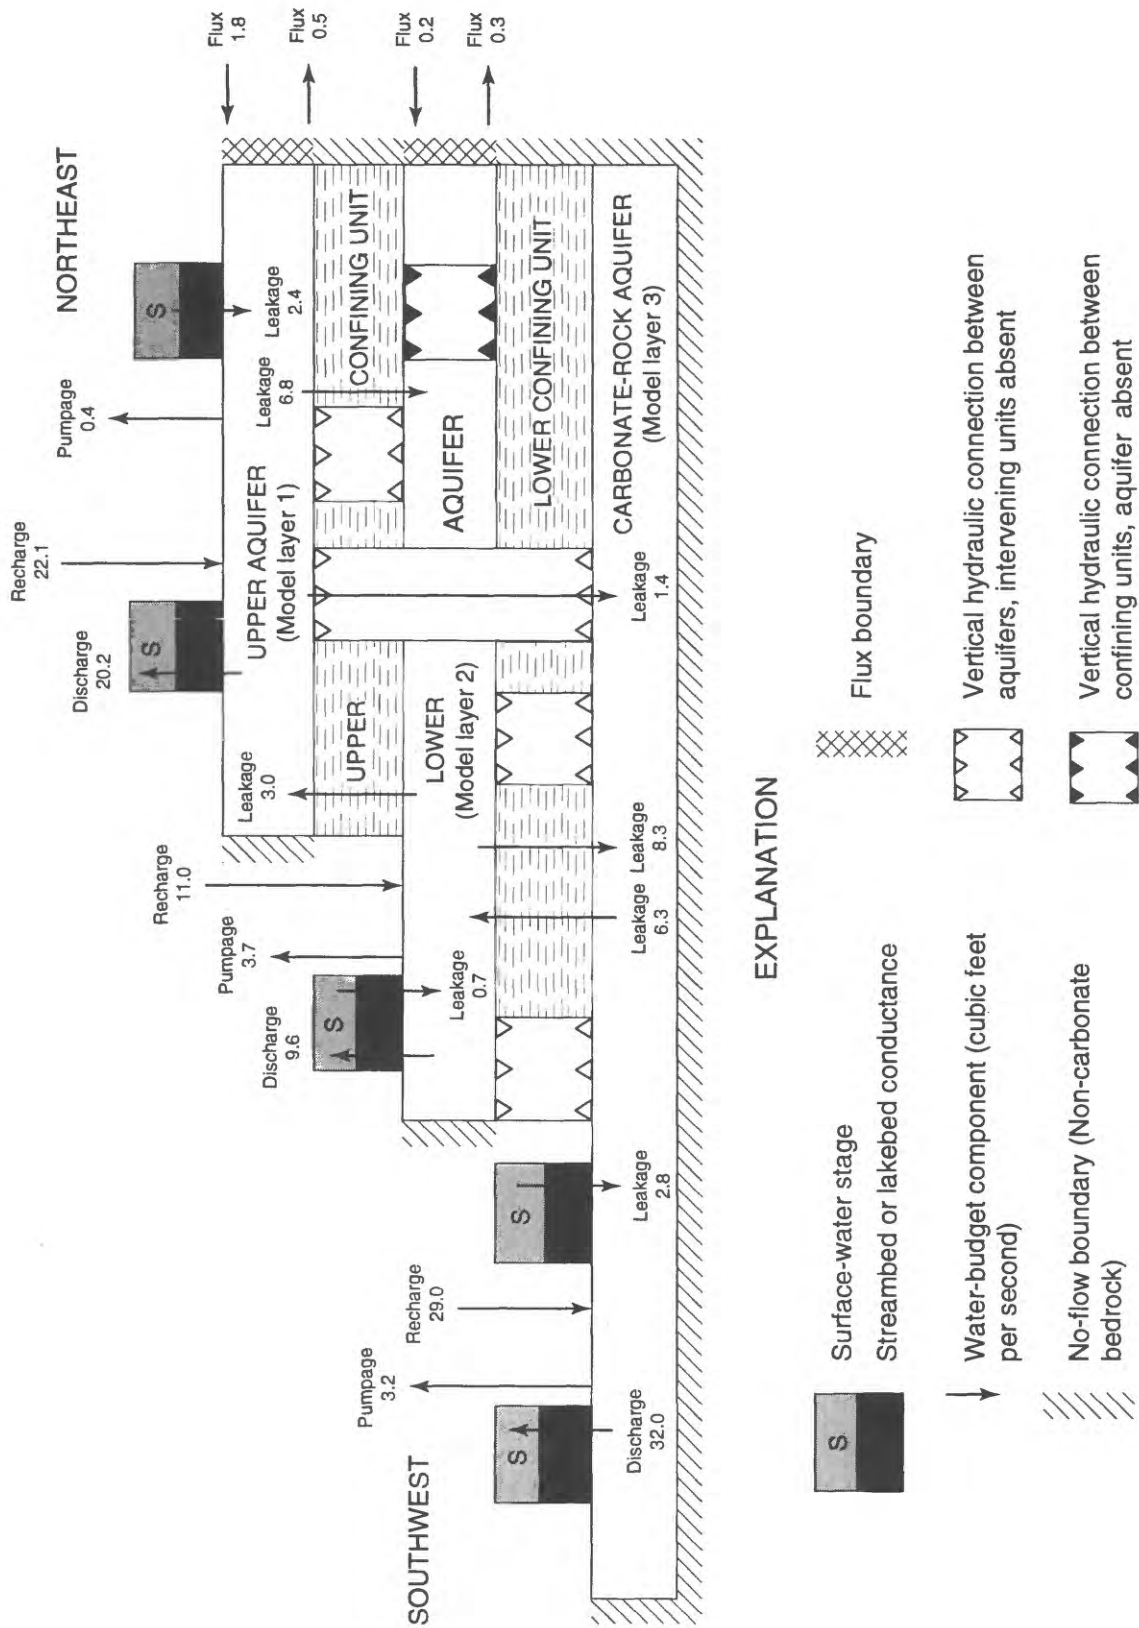 SOUTHWEST
NORTHEAST
Discharge
32.0
Pumpage
3.2
Recharge
29.0
Leakage
2.8
Discharge
9.6
Leakage
0.7
Pumpage
3.7
Recharge
11.0
Leakage
6.3
Leakage
8.3
Leakage
3.0
Discharge
20.2
Recharge
22.1
Leakage
1.4
Pumpage
0.4
Leakage
6.8
Leakage
2.4
Flux
1.8
Flux
0.5
Flux
0.2
Flux
0.3
S
S
S
S
S
UPPER AQUIFER
(Model layer 1)
UPPER
CONFINING UNIT
LOWER
(Model layer 2)
AQUIFER
LOWER CONFINING UNIT
CARBONATE-ROCK AQUIFER
(Model layer 3)
EXPLANATION
S
Surface-water stage
Streambed or lakebed conductance
Water-budget component (cubic feet
per second)
No-flow boundary (Non-carbonate
bedrock)
Flux boundary
Vertical hydraulic connection between
aquifers, intervening units absent
Vertical hydraulic connection between
confining units, aquifer absent